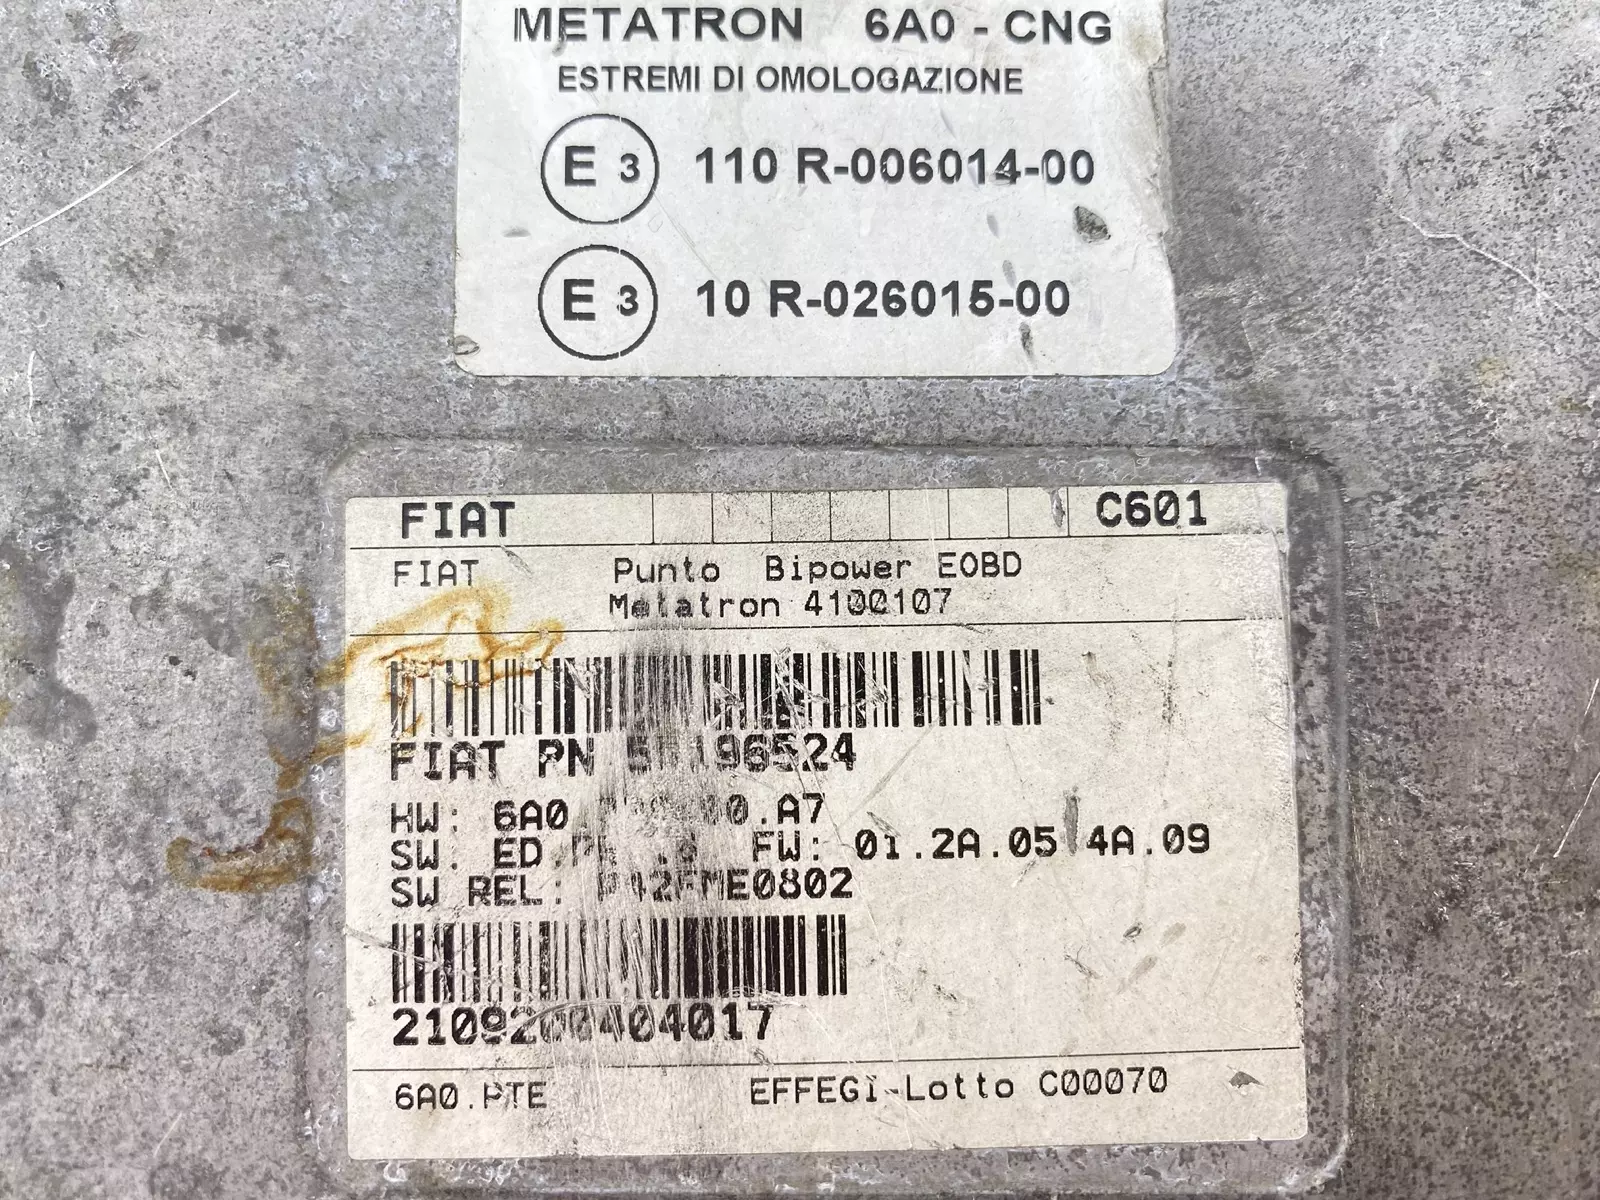 METATRON 6A0 - CNG
ESTREMI DI OMOLOGAZIONE
E 3 110 R-006014-00
E 3 10 R-026015-00
FIAT C601
FIAT Punto Bipower EOBD
Metatron 4100107
FIAT PN
HW: 6A0
SW. FW: 01.2A.05 4A.09
SW REL:
2109200404017
6A0.PTE EFFEGI-Lotto C00070